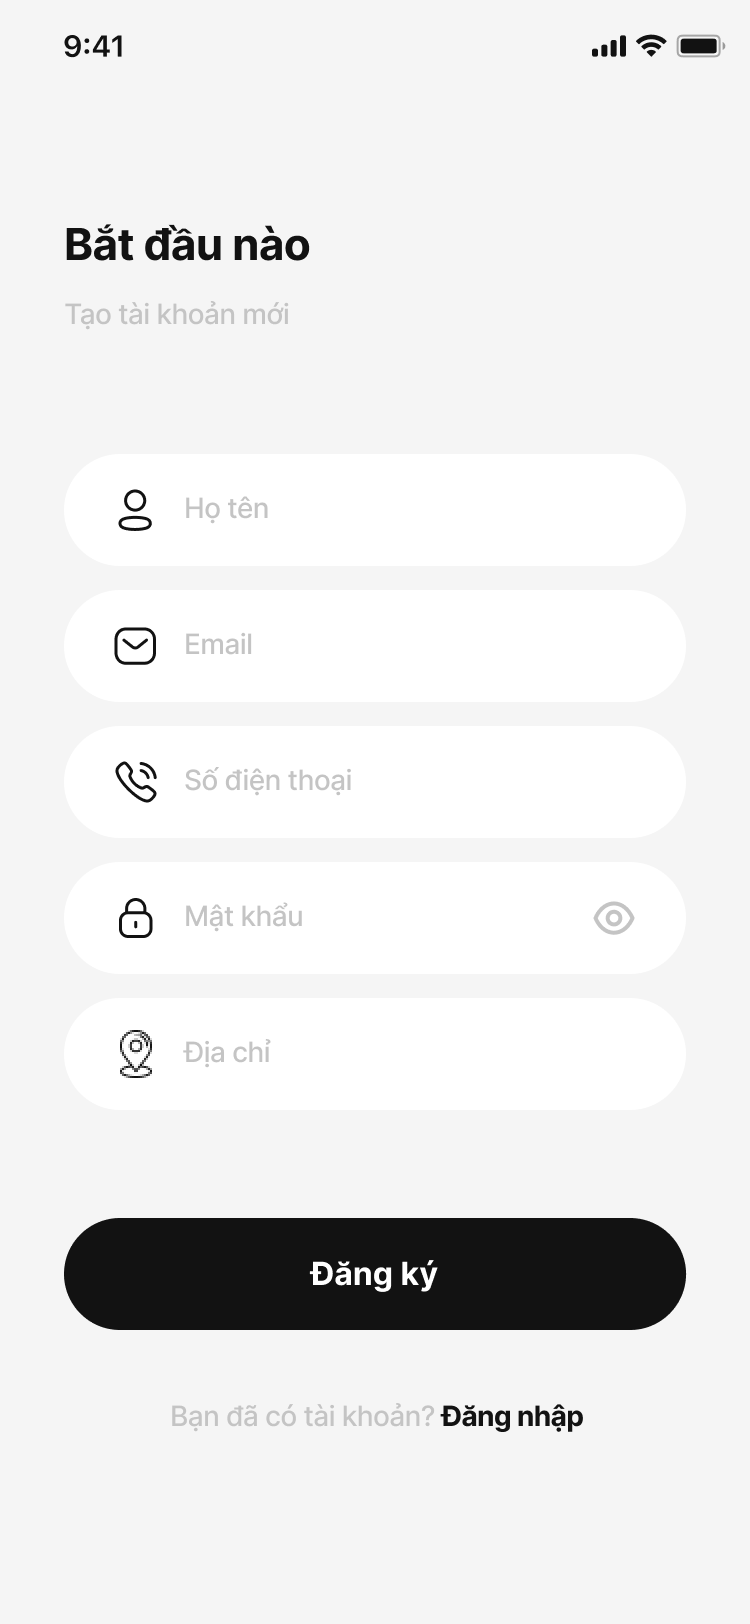 9:41
Bắt đầu nào
Tạo tài khoản mới
Họ tên
Email
Số điện thoại
Mật khẩu
Địa chỉ
Đăng ký
Bạn đã có tài khoản? Đăng nhập